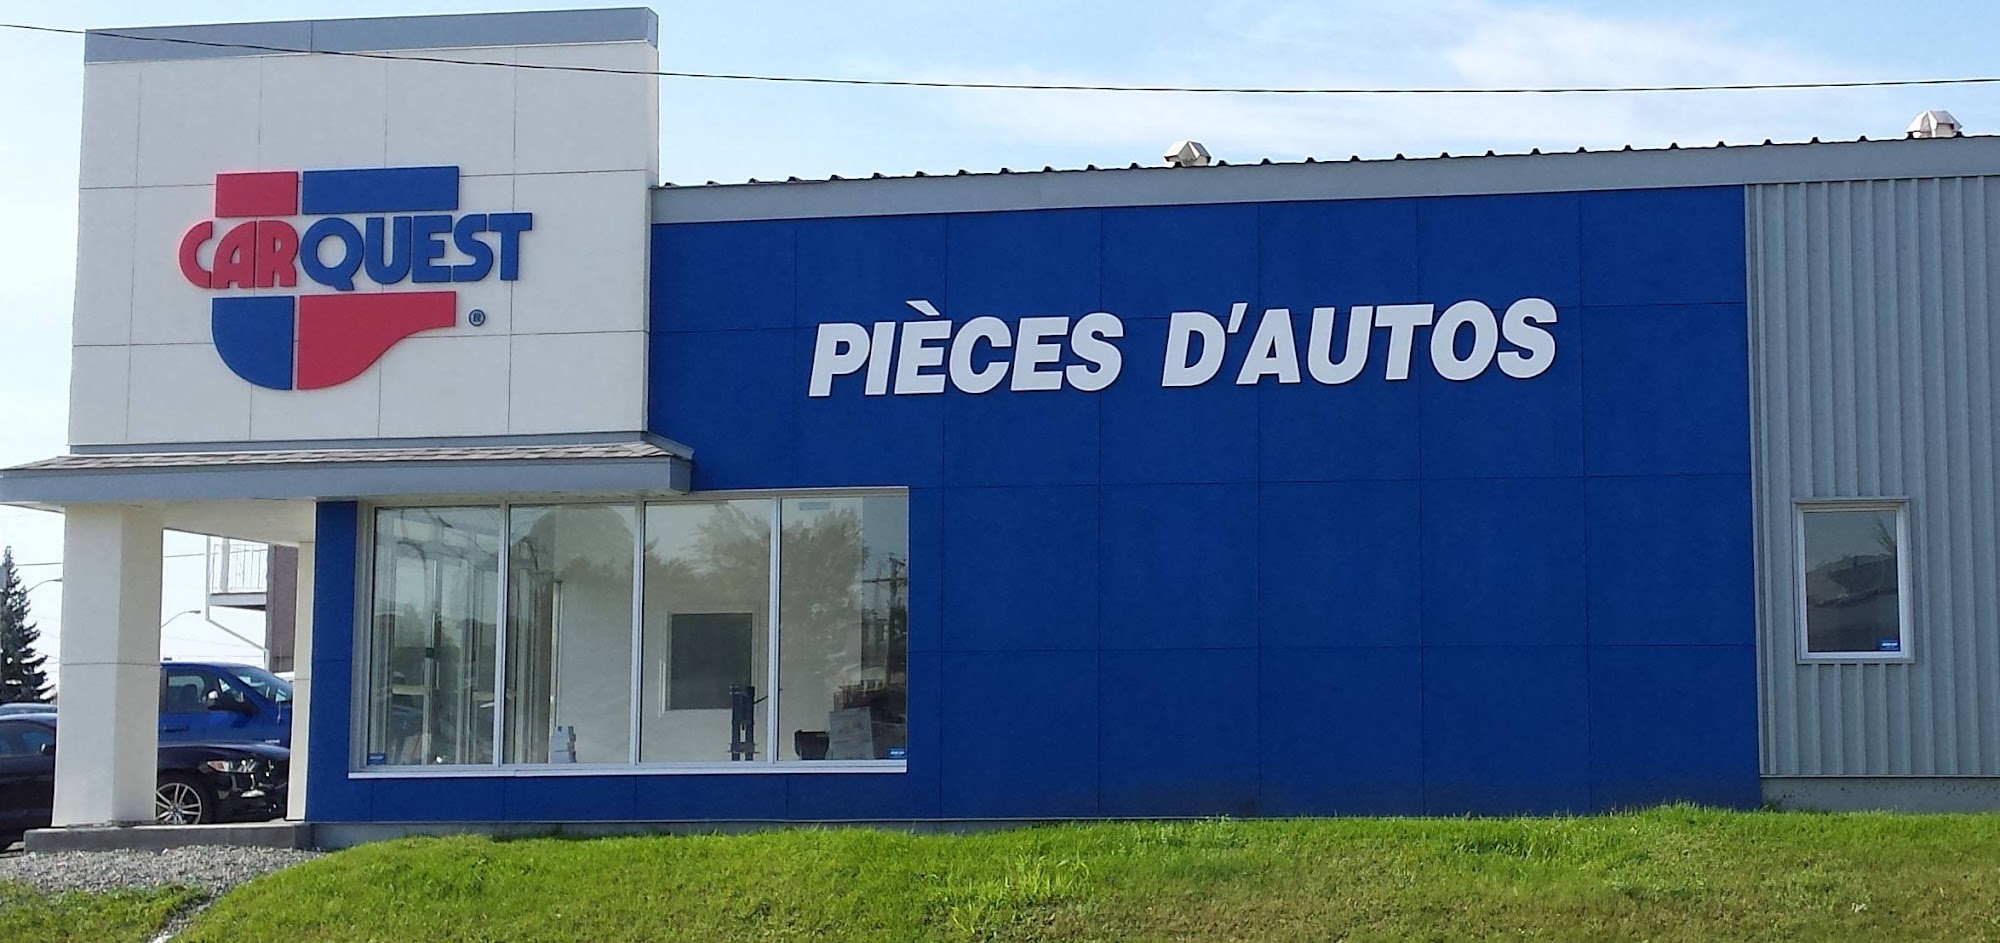 CARQUEST
®
PIÈCES D'AUTOS